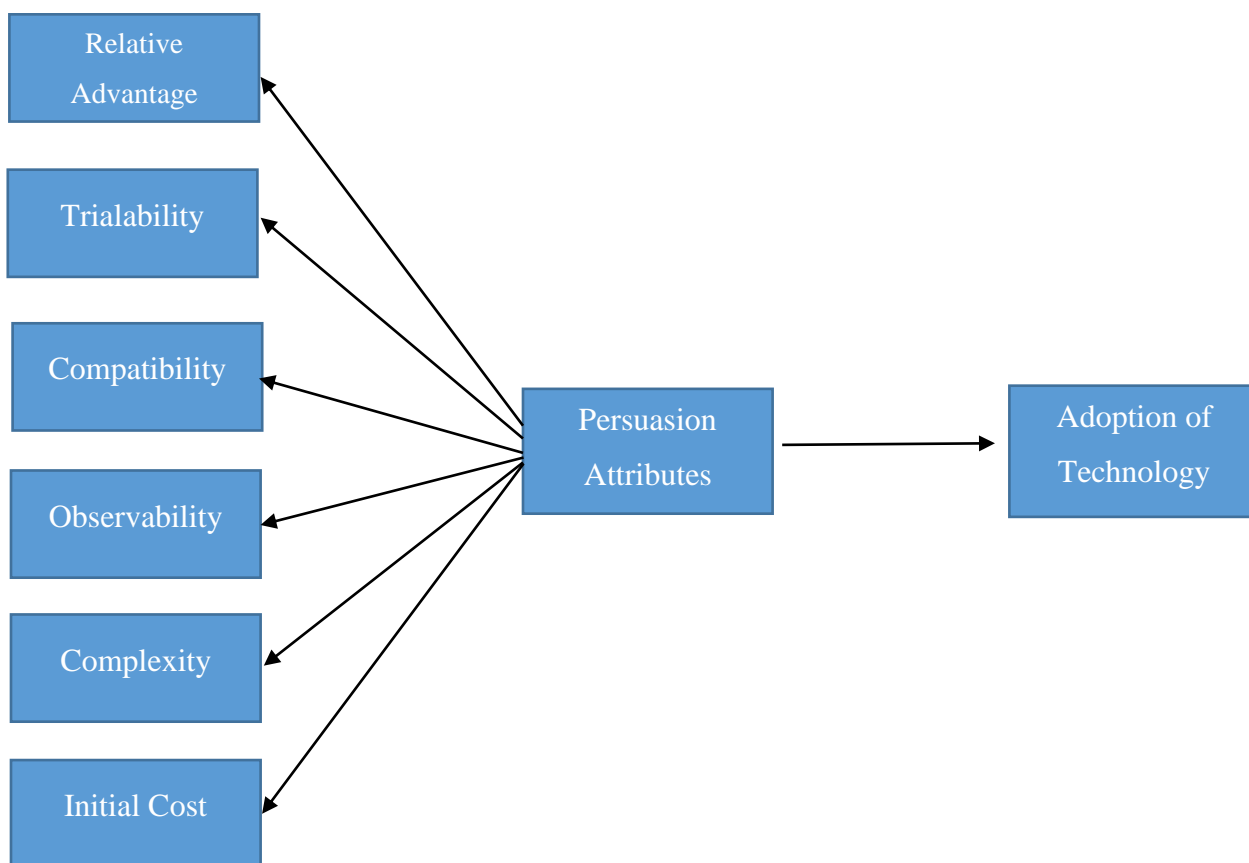 Relative
Advantage
Trialability
Compatibility
Observability
Complexity
Initial Cost
Persuasion
Attributes
Adoption of
Technology